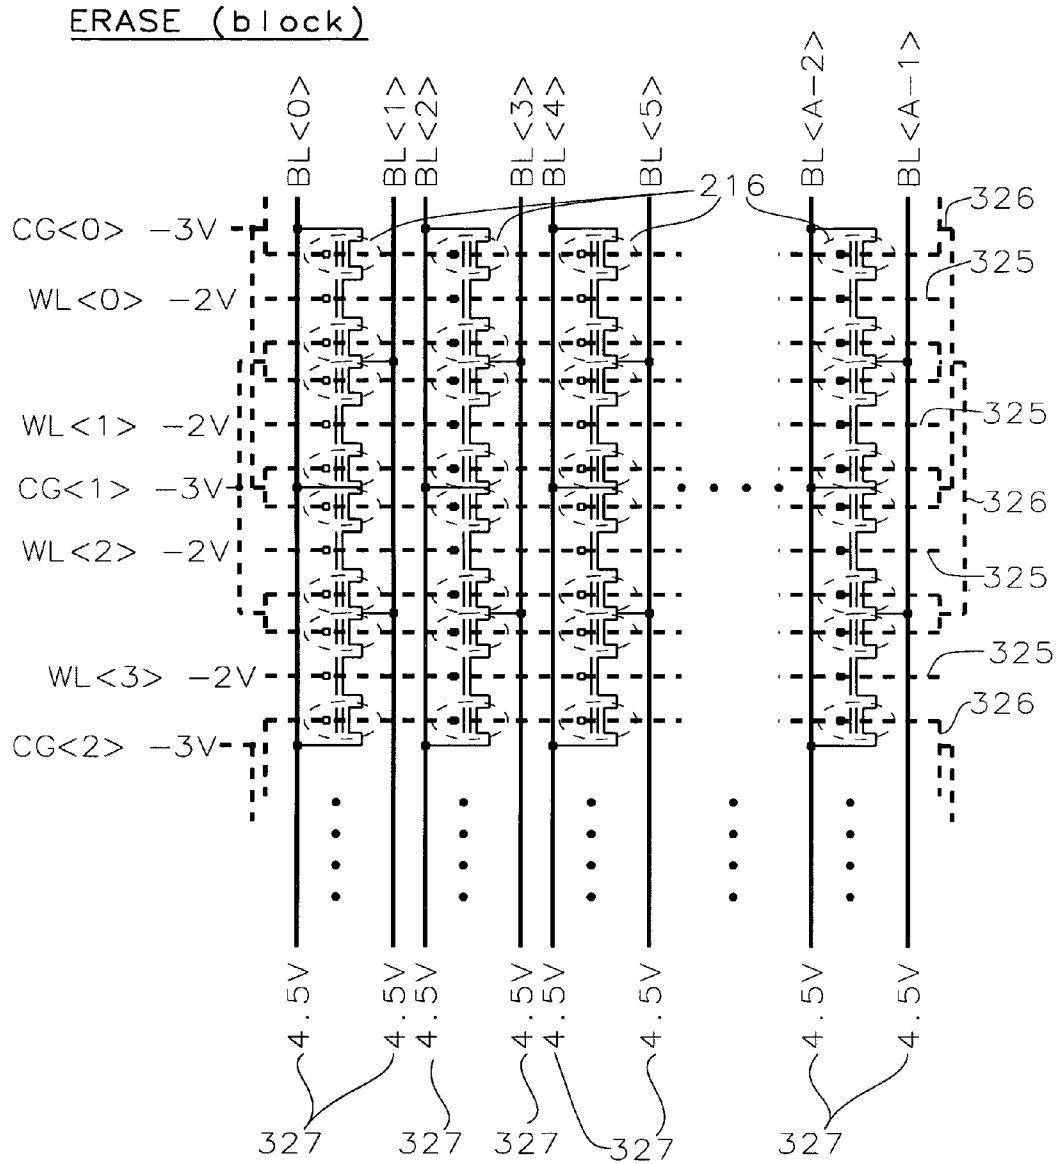 ERASE (block)
BL<0>
BL<1>
BL<2>
BL<3>
BL<4>
BL<5>
BL<A-2>
BL<A-1>
216
326
CG<0> -3V
325
WL<0> -2V
325
WL<1> -2V
CG<1> -3V
326
WL<2> -2V
325
325
WL<3> -2V
326
CG<2> -3V
4.5V
4.5V
4.5V
4.5V
4.5V
4.5V
4.5V
4.5V
327
327
327
327
327